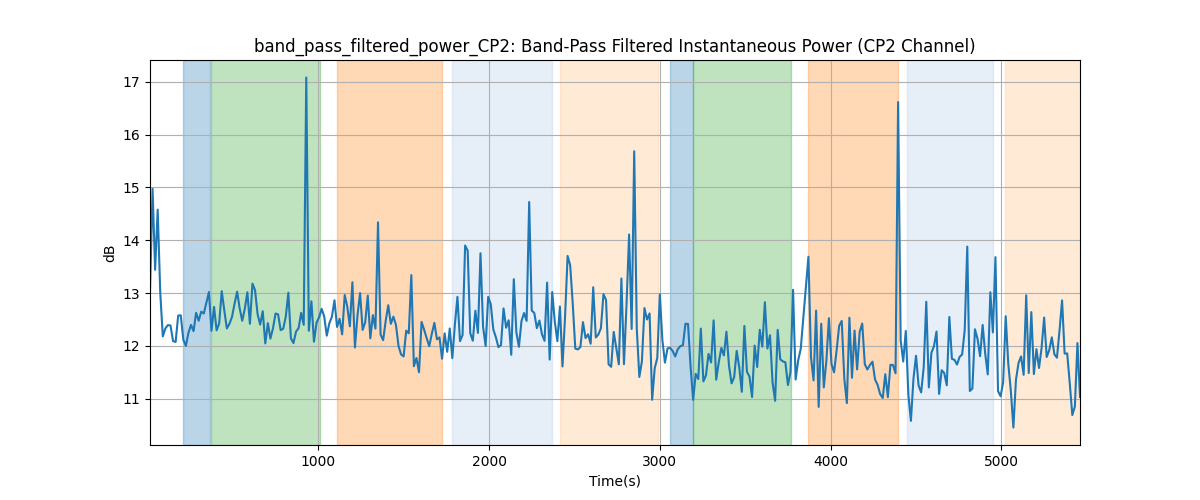 band_pass_filtered_power_CP2: Band-Pass Filtered Instantaneous Power (CP2 Channel)
17
16
15
14
13
12
11
dB
1000 2000 3000 4000 5000
Time(s)